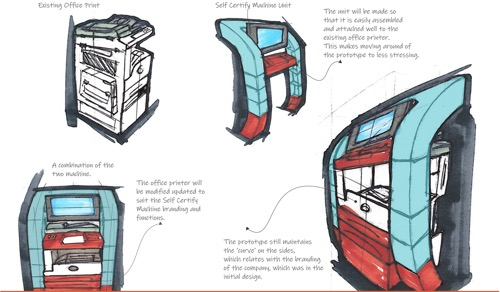 Existing Office Print
Self Certify Machine Unit
The unit will be made so
that it is easily assembled
and attached well to the
existing office printer.
This makes moving around of
the prototype to less stressing.
A combination of the
two machine.
The office printer will
be modified updated to
suit the Self Certify
Machine branding and
functions.
The prototype still maintains
the 'curve' on the sides,
which relates with the branding
of the company, which was in the
initial design.